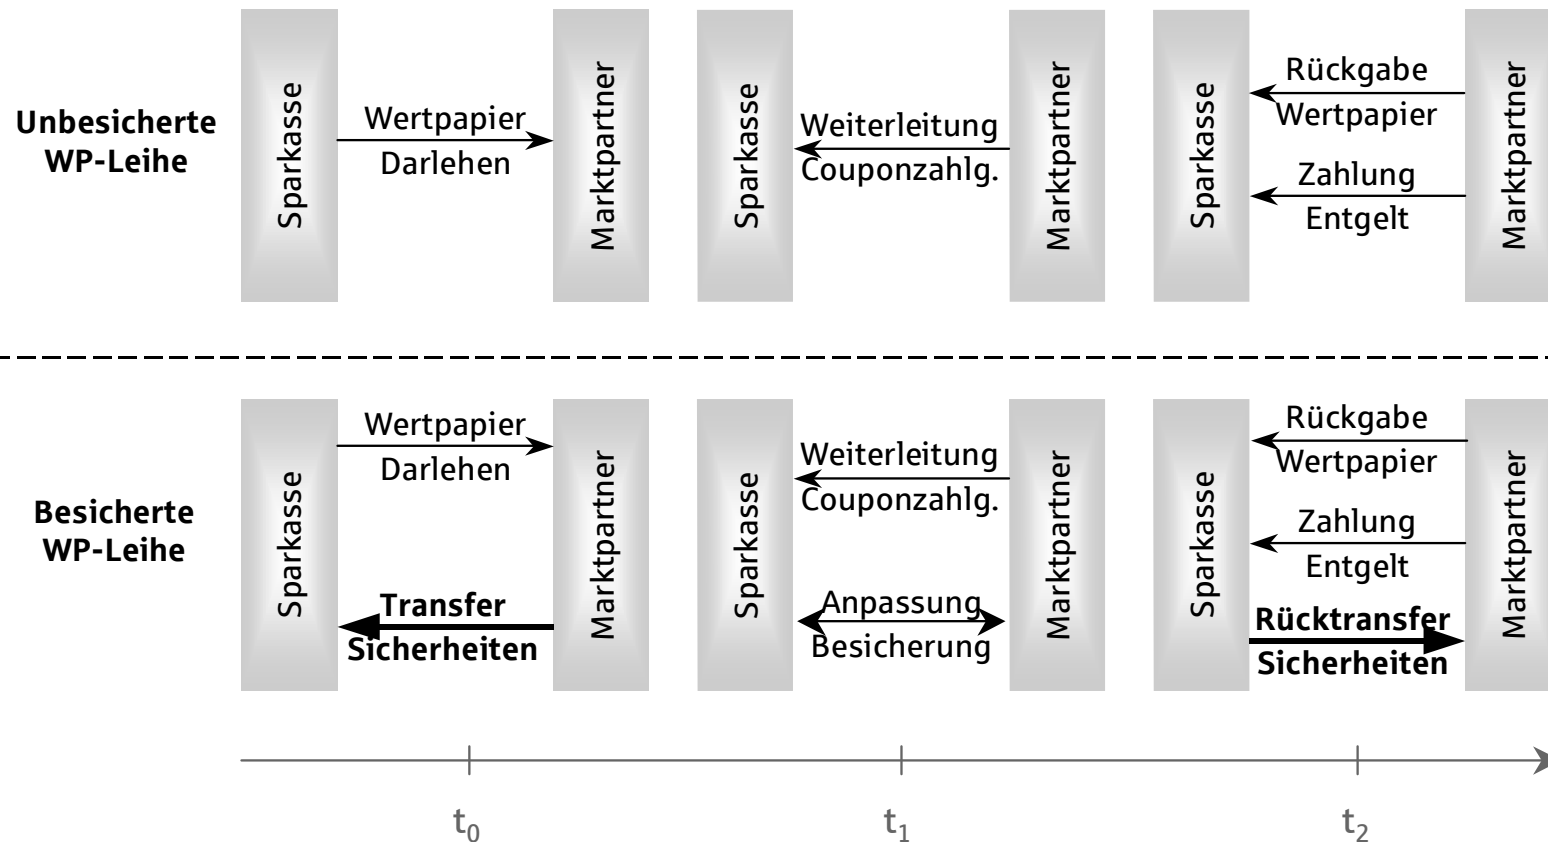 Unbesicherte
WP-Leihe
Sparkasse
Wertpapier
Darlehen
Marktpartner
Sparkasse
Weiterleitung
Couponzahlg.
Marktpartner
Sparkasse
Rückgabe
Wertpapier
Zahlung
Entgelt
Marktpartner
Besicherte
WP-Leihe
Sparkasse
Wertpapier
Darlehen
Transfer
Sicherheiten
Marktpartner
Sparkasse
Weiterleitung
Couponzahlg.
Anpassung
Besicherung
Marktpartner
Sparkasse
Rückgabe
Wertpapier
Zahlung
Entgelt
Rücktransfer
Sicherheiten
Marktpartner
t₀
t₁
t₂